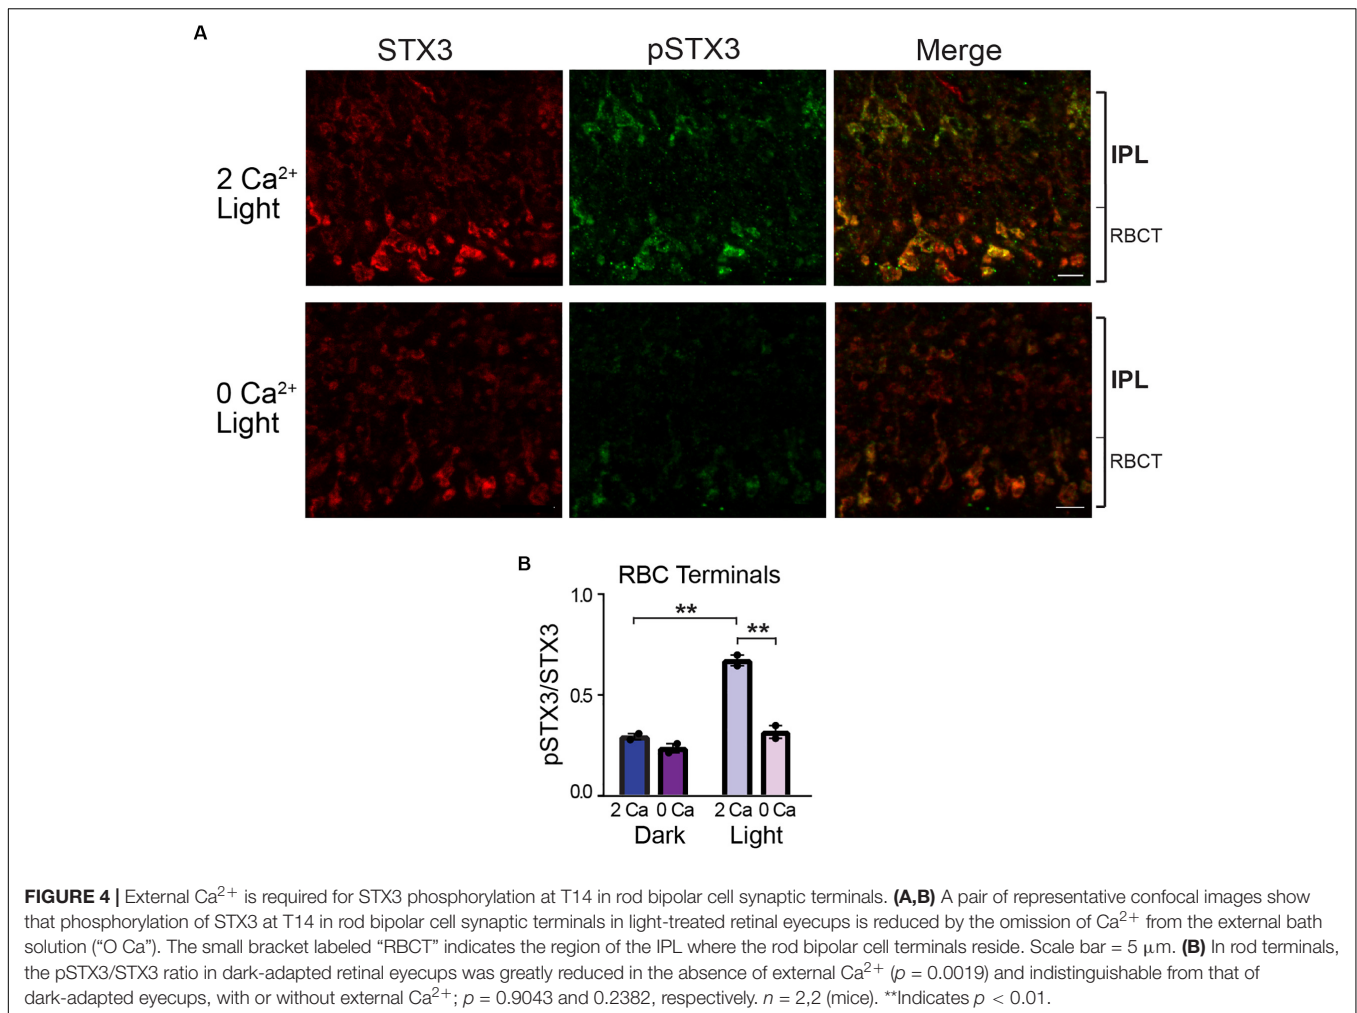 A
STX3 pSTX3 Merge
2 Ca²⁺
Light
IPL
RBCT
0 Ca²⁺
Light
IPL
RBCT
B
RBC Terminals
pSTX3/STX3
1.0
0.5
0.0
**
**
2 Ca 0 Ca 2 Ca 0 Ca
Dark Light
FIGURE 4 | External Ca²⁺ is required for STX3 phosphorylation at T14 in rod bipolar cell synaptic terminals. (A,B) A pair of representative confocal images show
that phosphorylation of STX3 at T14 in rod bipolar cell synaptic terminals in light-treated retinal eyecups is reduced by the omission of Ca²⁺ from the external bath
solution (“O Ca”). The small bracket labeled “RBCT” indicates the region of the IPL where the rod bipolar cell terminals reside. Scale bar = 5 μm. (B) In rod terminals,
the pSTX3/STX3 ratio in dark-adapted retinal eyecups was greatly reduced in the absence of external Ca²⁺ (p = 0.0019) and indistinguishable from that of
dark-adapted eyecups, with or without external Ca²⁺; p = 0.9043 and 0.2382, respectively. n = 2,2 (mice). **Indicates p < 0.01.